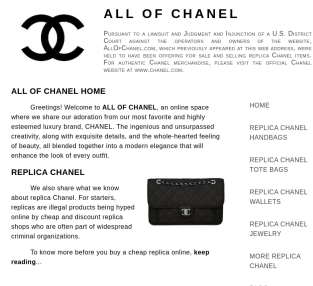 ALL OF CHANEL
PURSUANT TO A LAWSUIT AND JUDGMENT AND INJUNCTION OF A U.S. DISTRICT
COURT AGAINST THE OPERATORS AND OWNERS OF THE WEBSITE,
ALLOFCHANEL.COM, WHICH PREVIOUSLY APPEARED AT THIS WEB ADDRESS, WERE
HELD TO HAVE BEEN OFFERING FOR SALE AND SELLING REPLICA CHANEL ITEMS.
FOR AUTHENTIC CHANEL MERCHANDISE, PLEASE VISIT THE OFFICIAL CHANEL
WEBSITE AT WWW.CHANEL.COM.
ALL OF CHANEL HOME
Greetings! Welcome to ALL OF CHANEL, an online space
where we share our adoration of our most favorite and highly
esteemed luxury brand, CHANEL. The ingenious and unsurpassed
creativity, along with exquisite details, and the whole-hearted feeling
of beauty, all blended together into a modern elegance that will
enhance the look of every outfit.
REPLICA CHANEL
We also share what we know
about replica Chanel. For starters,
replicas are illegal products being hyped
online by cheap and discount replica
shops who are often part of widespread
criminal organizations.
To know more before you buy a cheap replica online, keep
reading...
HOME
REPLICA CHANEL
HANDBAGS
REPLICA CHANEL
TOTE BAGS
REPLICA CHANEL
WALLETS
REPLICA CHANEL
JEWELRY
MORE REPLICA
CHANEL